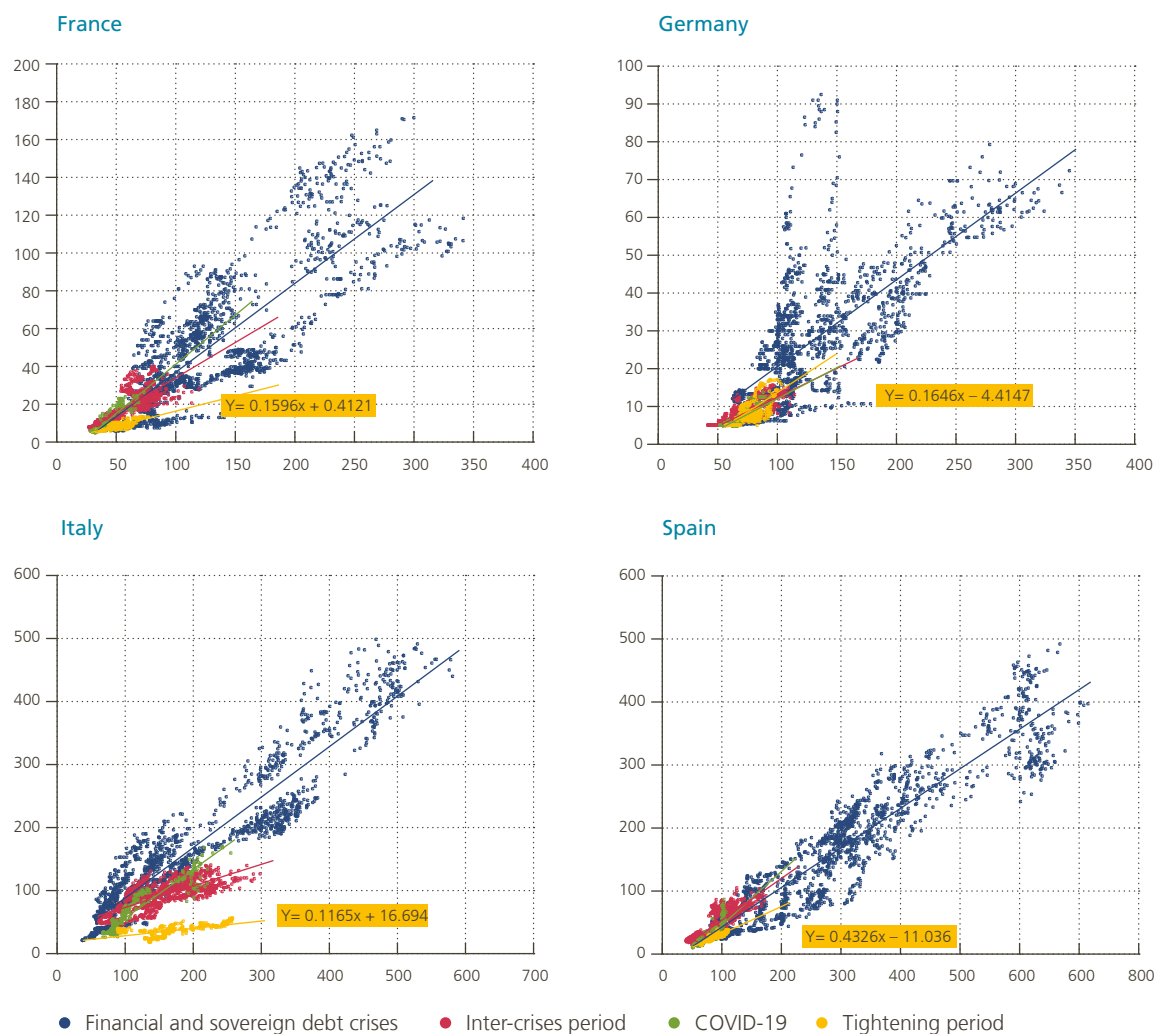 France
Germany
200
180
160
140
120
100
80
60
40
20
0
0 50 100 150 200 250 300 350 400
Y= 0.1596x + 0.4121
100
90
80
70
60
50
40
30
20
10
0
0 50 100 150 200 250 300 350 400
Y= 0.1646x – 4.4147
Italy
Spain
600
500
400
300
200
100
0
0 100 200 300 400 500 600 700
Y= 0.1165x + 16.694
600
500
400
300
200
100
0
0 100 200 300 400 500 600 700 800
Y= 0.4326x – 11.036
Financial and sovereign debt crises Inter-crises period COVID-19 Tightening period